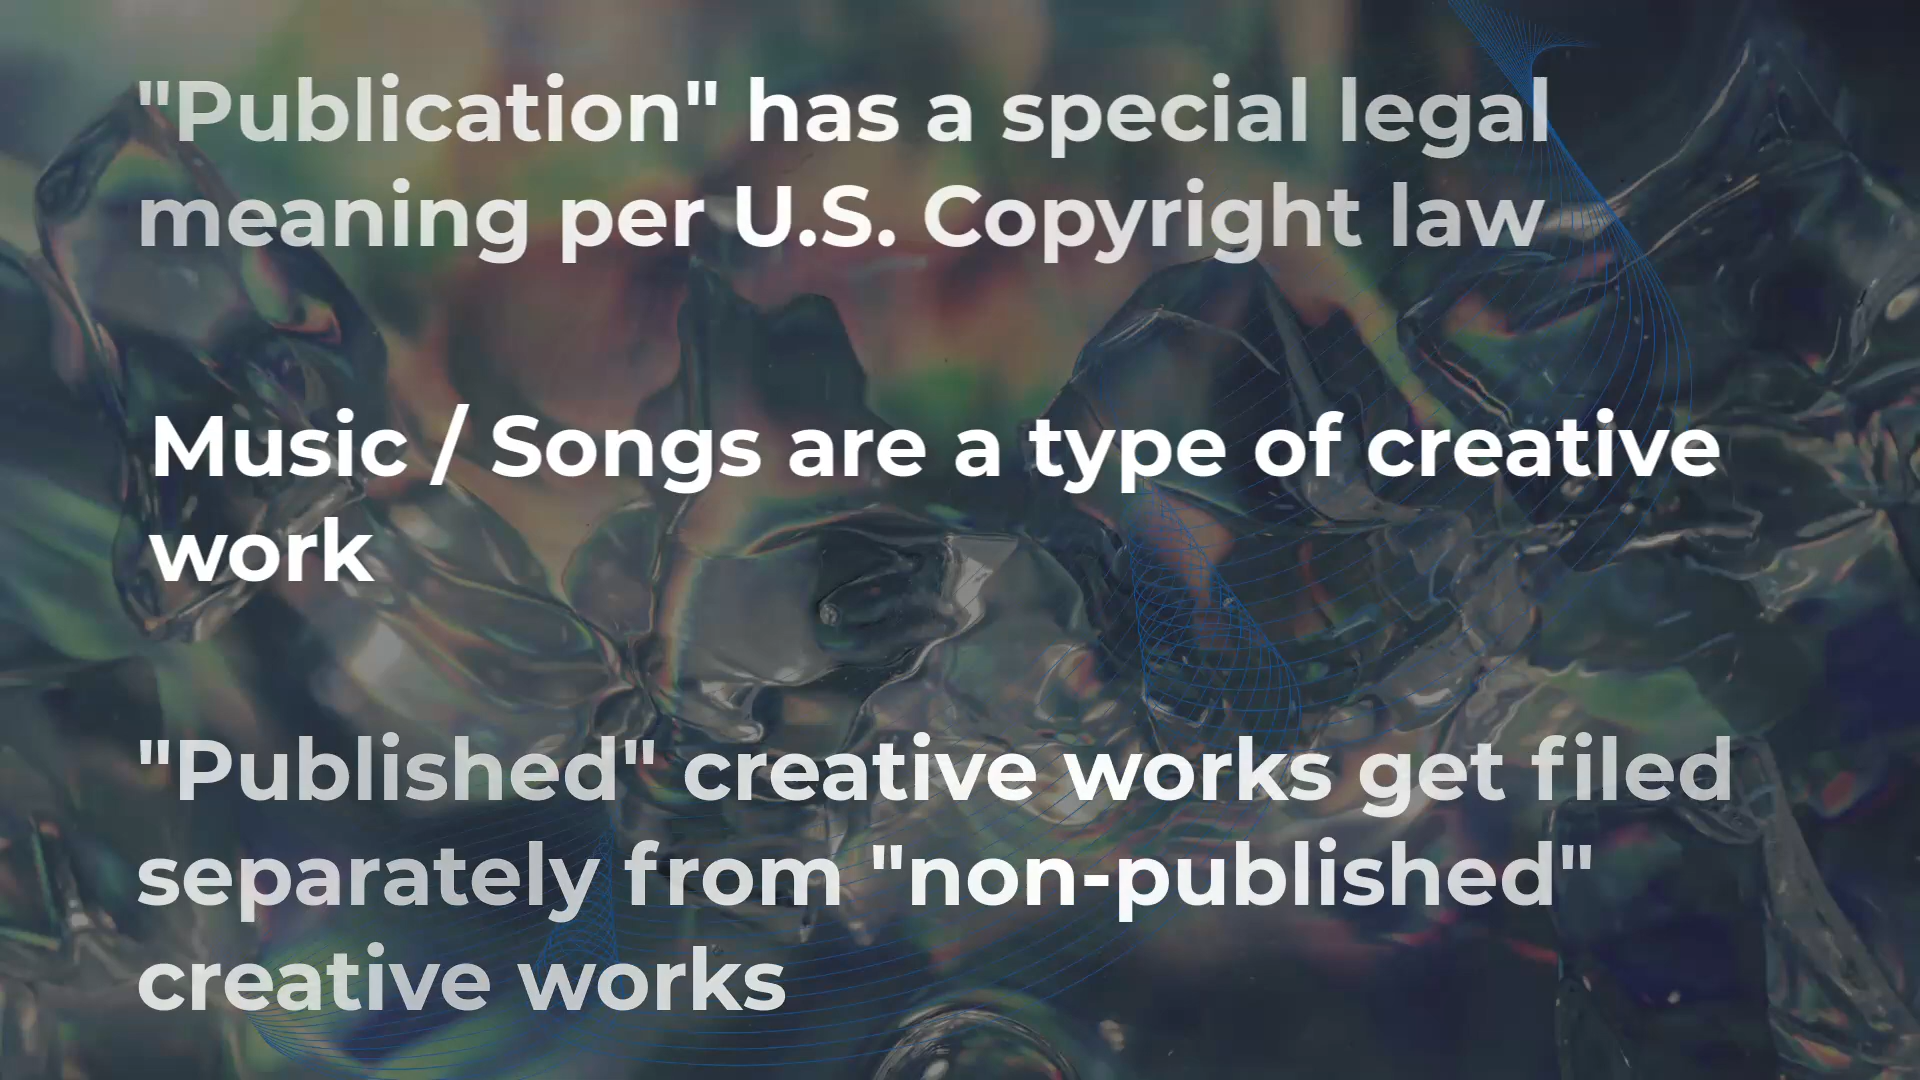 "Publication" has a special legal
meaning per U.S. Copyright law
Music / Songs are a type of creative
work
"Published" creative works get filed
separately from "non-published"
creative works